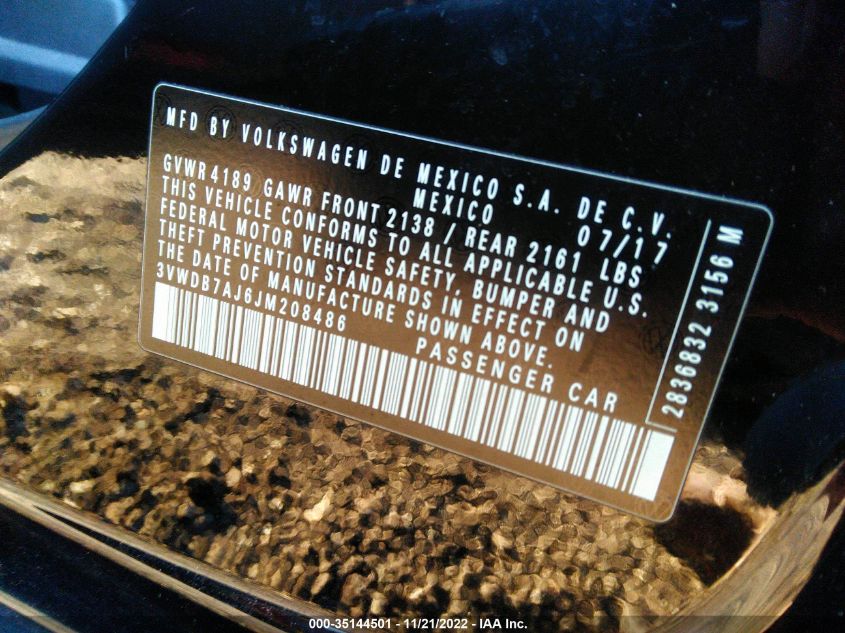 MFD BY VOLKSWAGEN DE MEXICO S.A. DE C.V.
MEXICO 07/17
GVWR 4189 GAWR FRONT 2138 / REAR 2161 LBS
THIS VEHICLE CONFORMS TO ALL APPLICABLE U.S.
FEDERAL MOTOR VEHICLE SAFETY, BUMPER AND
THEFT PREVENTION STANDARDS IN EFFECT ON
THE DATE OF MANUFACTURE SHOWN ABOVE.
3VWDB7AJ6JM208486 PASSENGER CAR
2836832 3156 M
000-35144501 - 11/21/2022 - IAA Inc.